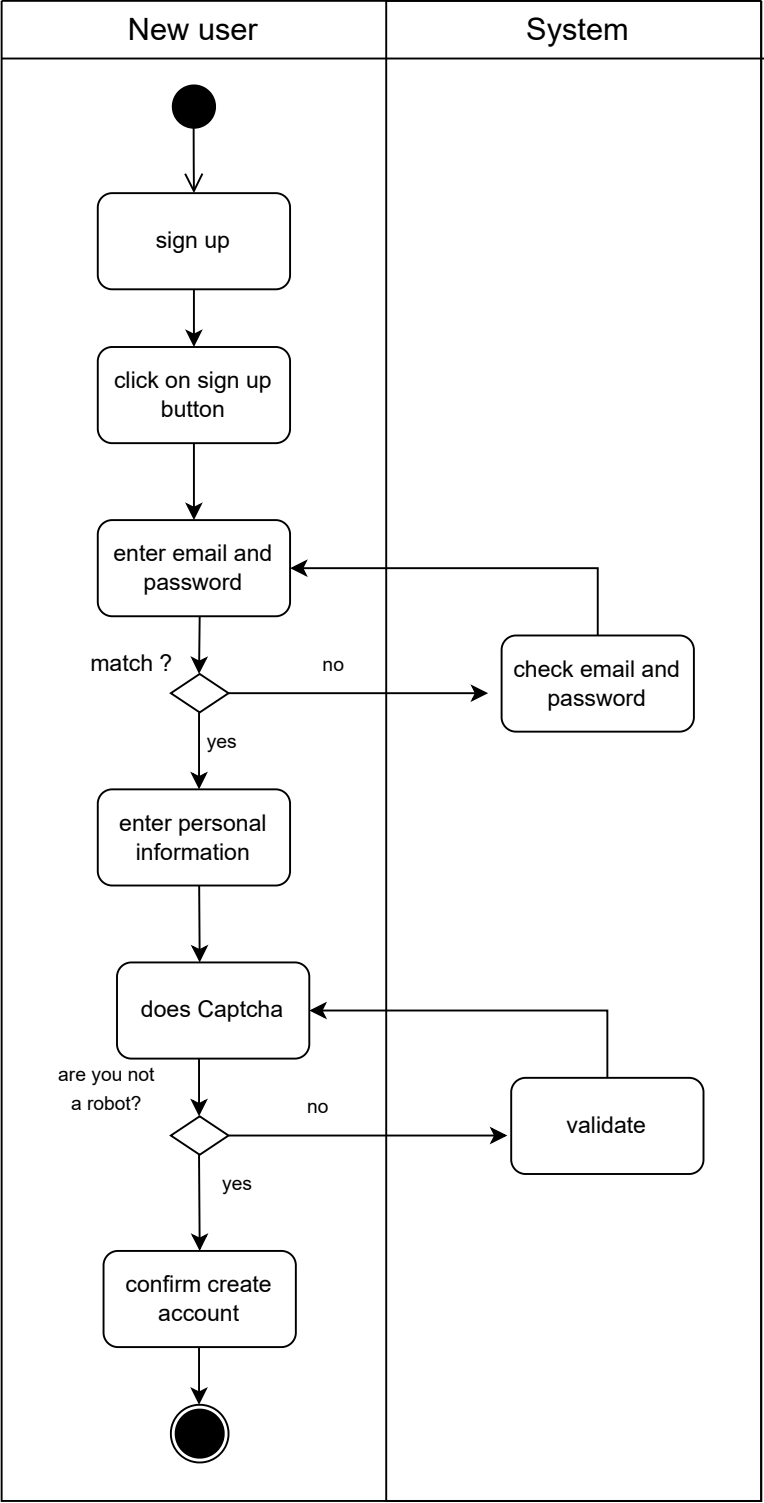 New user
System
sign up
click on sign up
button
enter email and
password
match ?
no
check email and
password
yes
enter personal
information
does Captcha
are you not
a robot?
no
validate
yes
confirm create
account